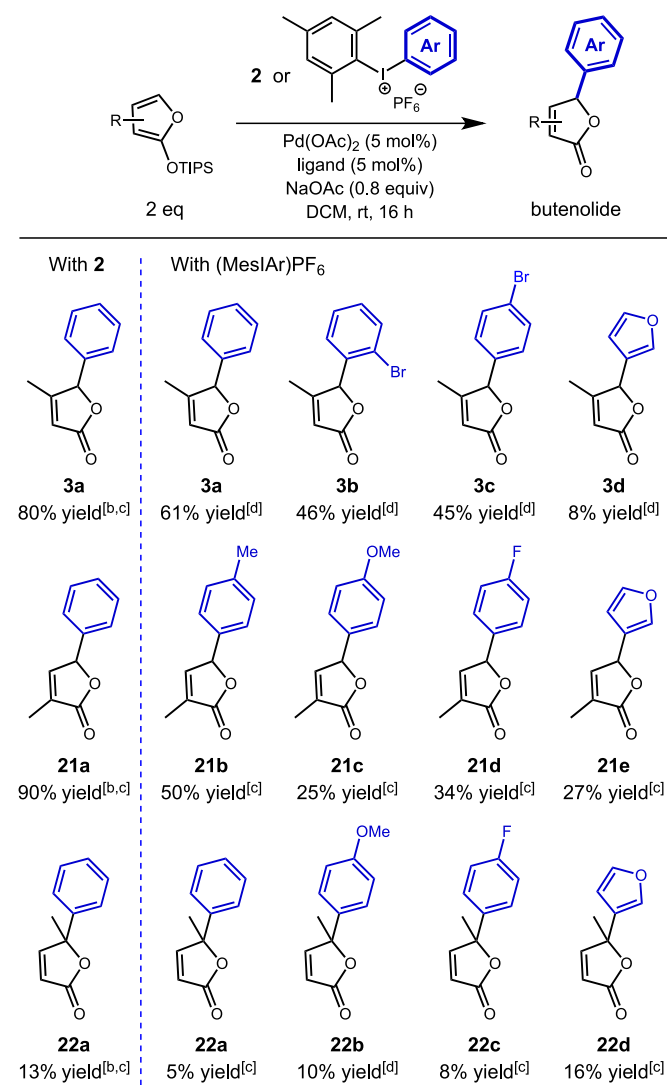 2 or
Ar
I
⊕
PF6 ⊖
Ar
R
O
OTIPS
Pd(OAc)2 (5 mol%)
ligand (5 mol%)
NaOAc (0.8 equiv)
DCM, rt, 16 h
R
O
O
2 eq
butenolide
With 2
With (MesIAr)PF6
Br
Br
O
O
O
O
O
O
O
O
O
O
O
O
3a
3a
3b
3c
3d
80% yield[b,c]
61% yield[d]
46% yield[d]
45% yield[d]
8% yield[d]
Me
OMe
F
O
O
O
O
O
O
O
O
O
O
O
21a
21b
21c
21d
21e
90% yield[b,c]
50% yield[c]
25% yield[c]
34% yield[c]
27% yield[c]
OMe
F
O
O
O
O
O
O
O
O
O
O
O
22a
22a
22b
22c
22d
13% yield[b,c]
5% yield[c]
10% yield[d]
8% yield[c]
16% yield[c]